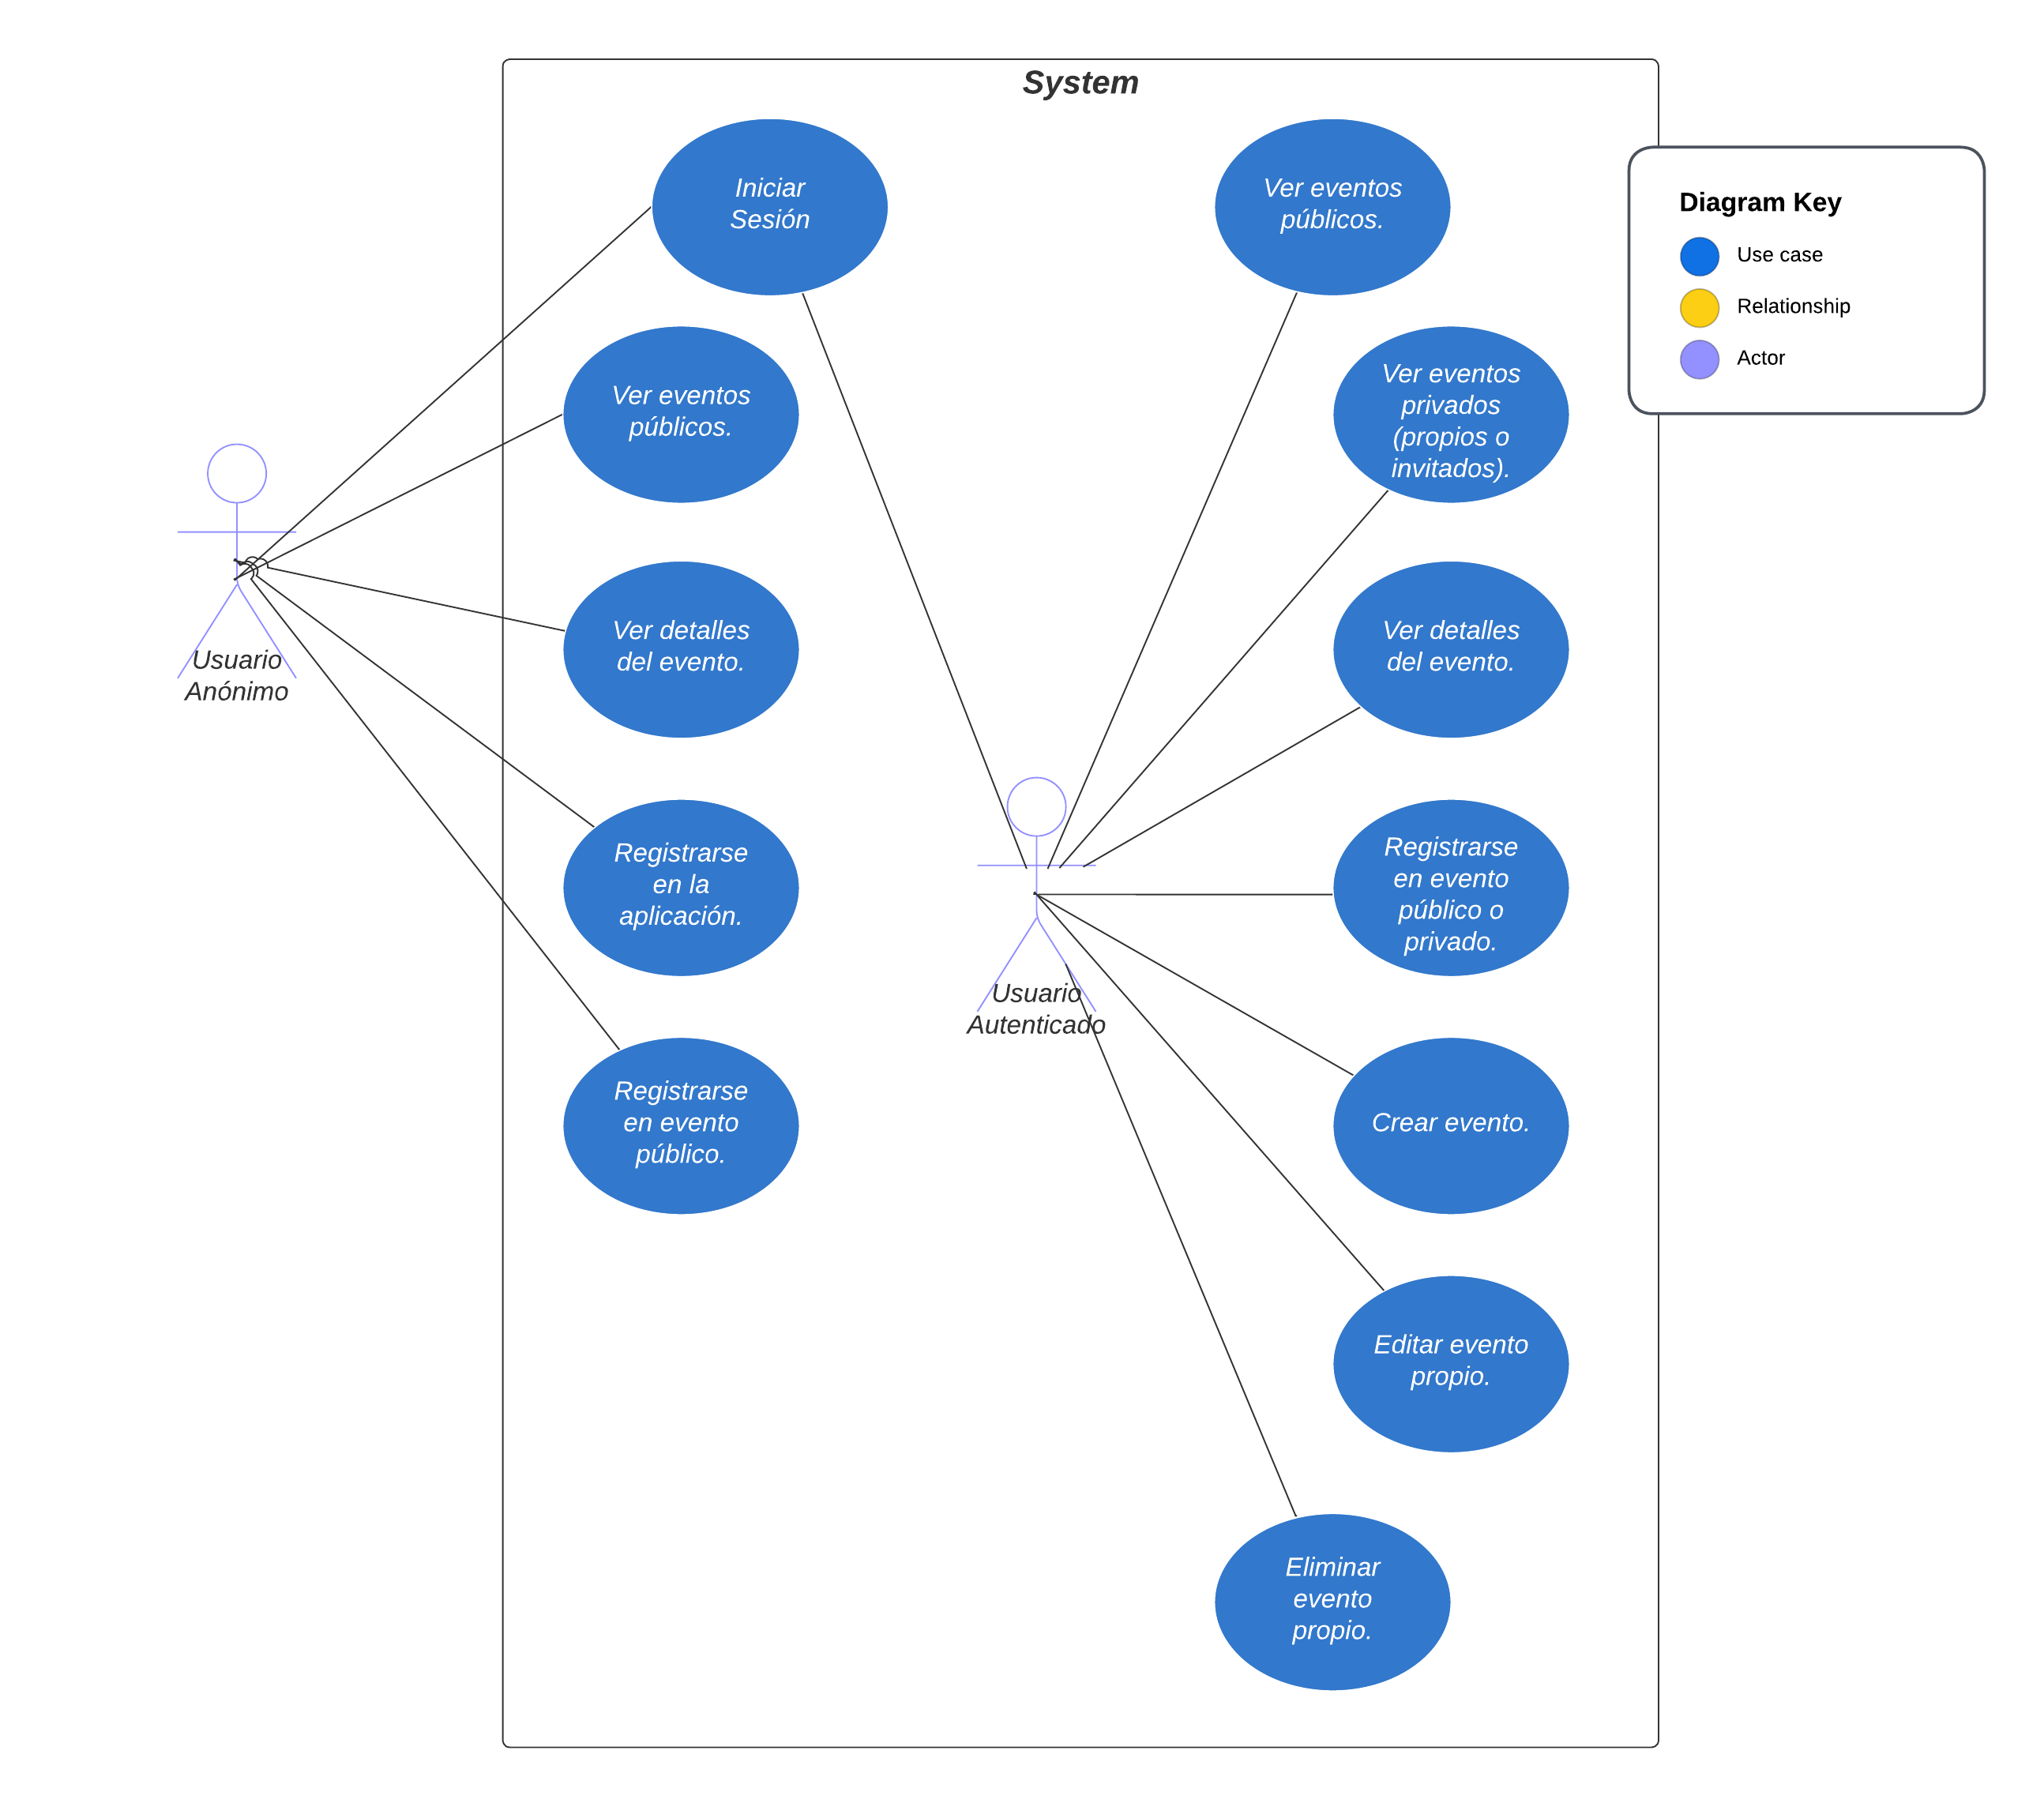 System
Iniciar
Sesión
Ver eventos
públicos.
Diagram Key
Use case
Relationship
Actor
Ver eventos
públicos.
Ver eventos
privados
(propios o
invitados).
Usuario
Anónimo
Ver detalles
del evento.
Ver detalles
del evento.
Registrarse
en la
aplicación.
Registrarse
en evento
público o
privado.
Usuario
Autenticado
Registrarse
en evento
público.
Crear evento.
Editar evento
propio.
Eliminar
evento
propio.